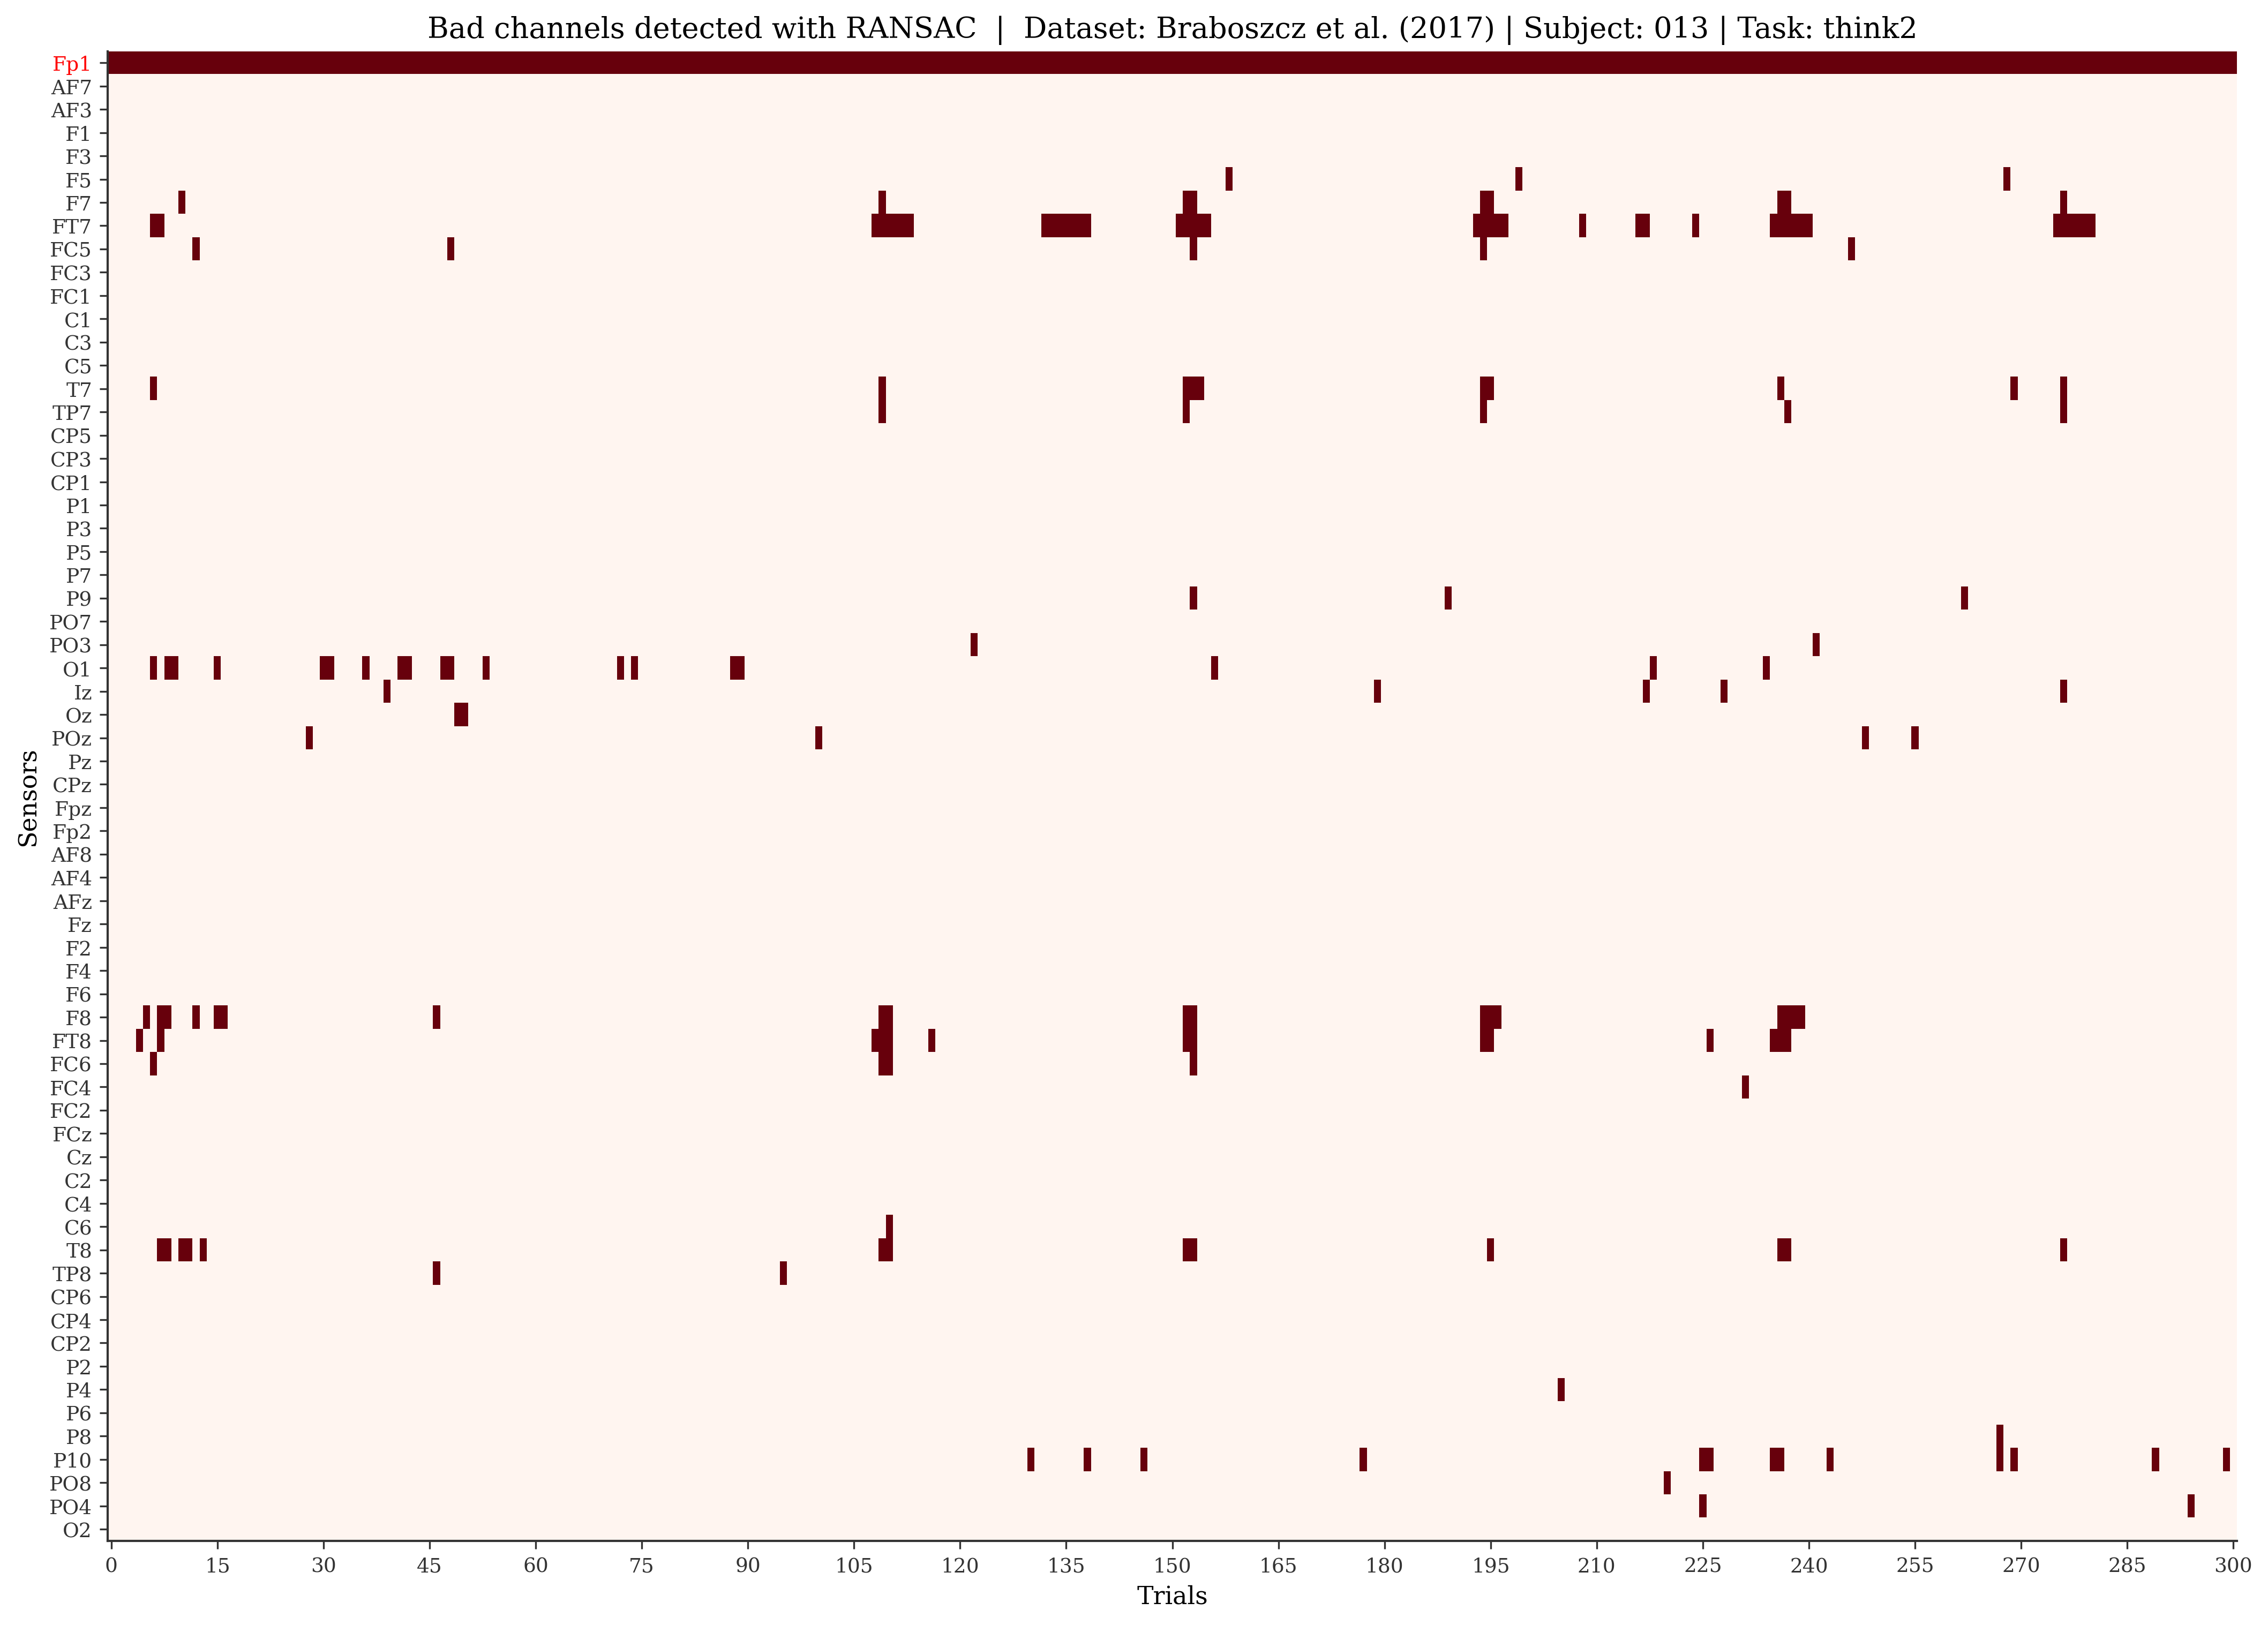 Bad channels detected with RANSAC | Dataset: Braboszcz et al. (2017) | Subject: 013 | Task: think2
Sensors
Fp1
AF7
AF3
F1
F3
F5
F7
FT7
FC5
FC3
FC1
C1
C3
C5
T7
TP7
CP5
CP3
CP1
P1
P3
P5
P7
P9
PO7
PO3
O1
Iz
Oz
POz
Pz
CPz
Fpz
Fp2
AF8
AF4
AFz
Fz
F2
F4
F6
F8
FT8
FC6
FC4
FC2
FCz
Cz
C2
C4
C6
T8
TP8
CP6
CP4
CP2
P2
P4
P6
P8
P10
PO8
PO4
O2
0 15 30 45 60 75 90 105 120 135 150 165 180 195 210 225 240 255 270 285 300
Trials